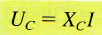 U_C = X_C I